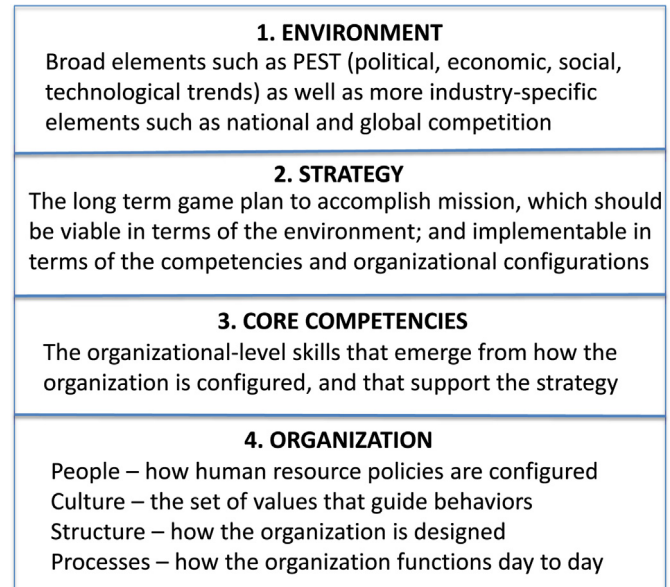 1. ENVIRONMENT
Broad elements such as PEST (political, economic, social,
technological trends) as well as more industry-specific
elements such as national and global competition
2. STRATEGY
The long term game plan to accomplish mission, which should
be viable in terms of the environment; and implementable in
terms of the competencies and organizational configurations
3. CORE COMPETENCIES
The organizational-level skills that emerge from how the
organization is configured, and that support the strategy
4. ORGANIZATION
People – how human resource policies are configured
Culture – the set of values that guide behaviors
Structure – how the organization is designed
Processes – how the organization functions day to day